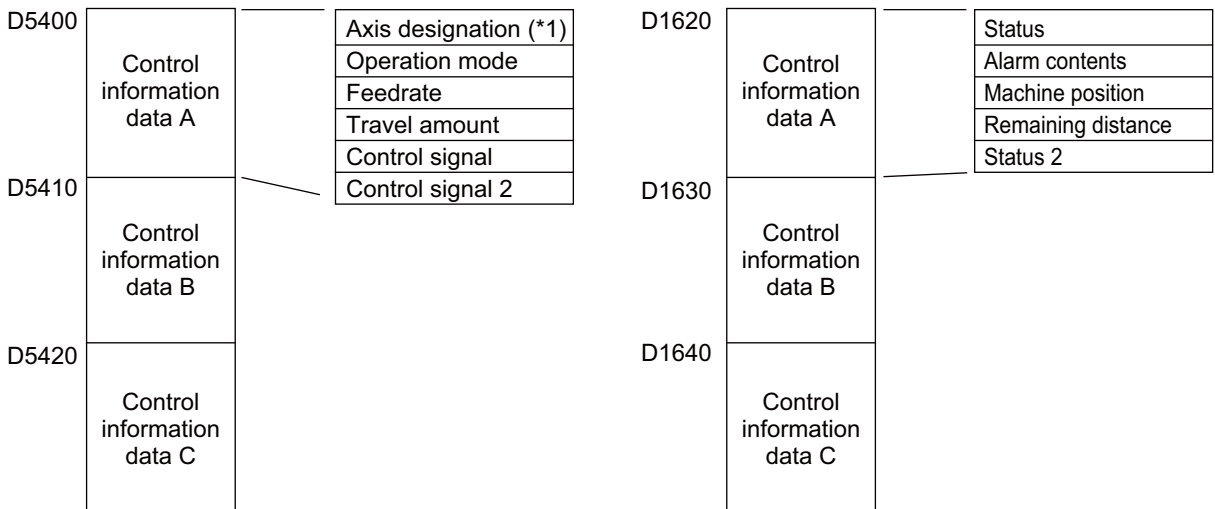 D5400
Control
information
data A
Axis designation (*1)
Operation mode
Feedrate
Travel amount
Control signal
Control signal 2
D5410
Control
information
data B
D5420
Control
information
data C
D1620
Control
information
data A
Status
Alarm contents
Machine position
Remaining distance
Status 2
D1630
Control
information
data B
D1640
Control
information
data C